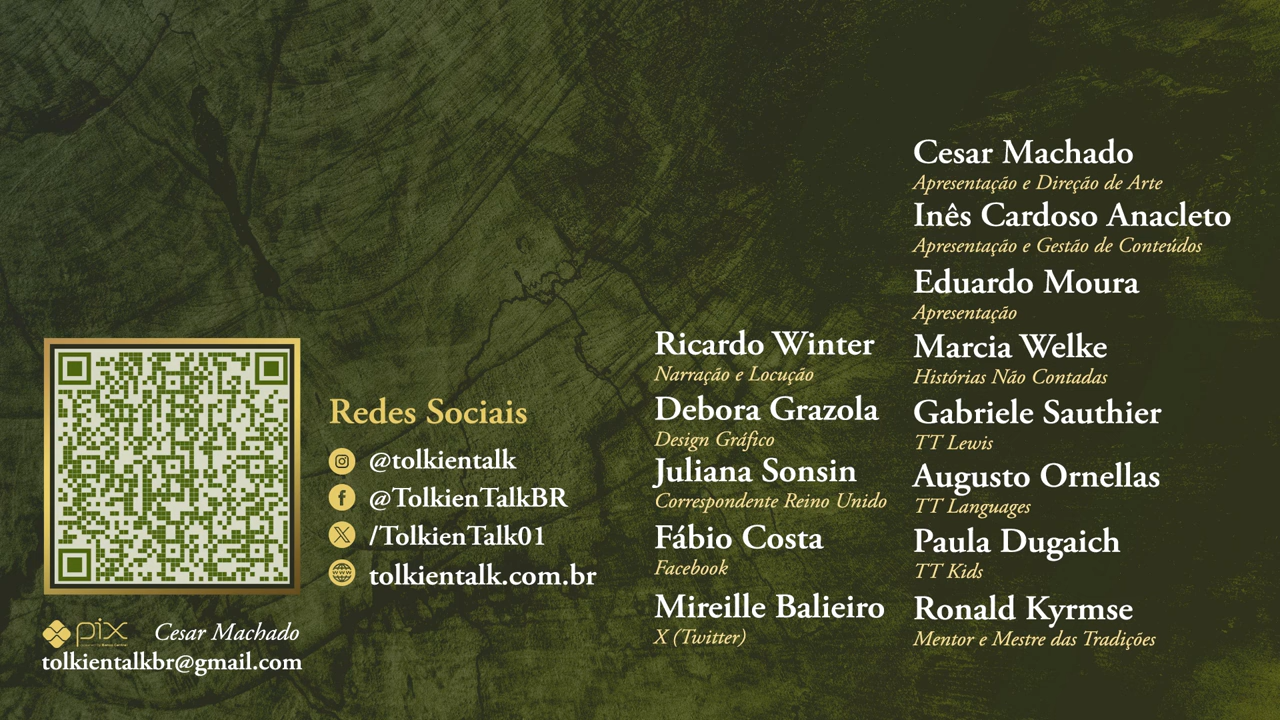 Cesar Machado
Apresentação e Direção de Arte
Inês Cardoso Anacleto
Apresentação e Gestão de Conteúdos
Eduardo Moura
Apresentação
Marcia Welke
Histórias Não Contadas
Gabriele Sauthier
TT Lewis
Augusto Ornellas
TT Languages
Paula Dugaich
TT Kids
Ronald Kyrmse
Mentor e Mestre das Tradições
Ricardo Winter
Narração e Locução
Debora Grazola
Design Gráfico
Juliana Sonsin
Correspondente Reino Unido
Fábio Costa
Facebook
Mireille Balieiro
X (Twitter)
Redes Sociais
@tolkientalk
@TolkienTalkBR
/TolkienTalk01
tolkientalk.com.br
pix
Cesar Machado
tolkientalkbr@gmail.com